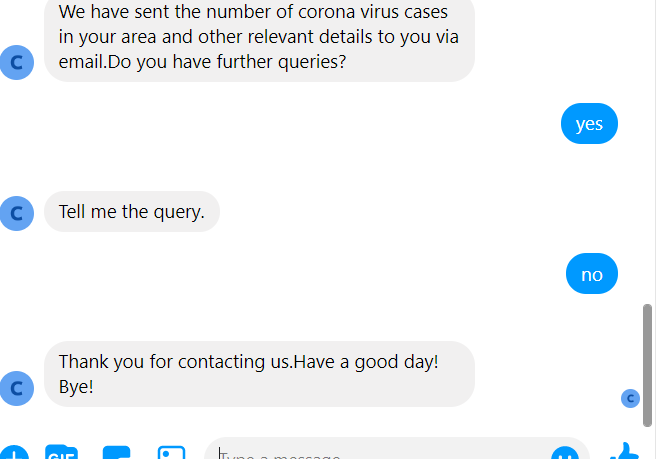 We have sent the number of corona virus cases
in your area and other relevant details to you via
C
email.Do you have further queries?
yes
C
Tell me the query.
no
Thank you for contacting us.Have a good day!
C
Bye!
C
GIF
Type a message